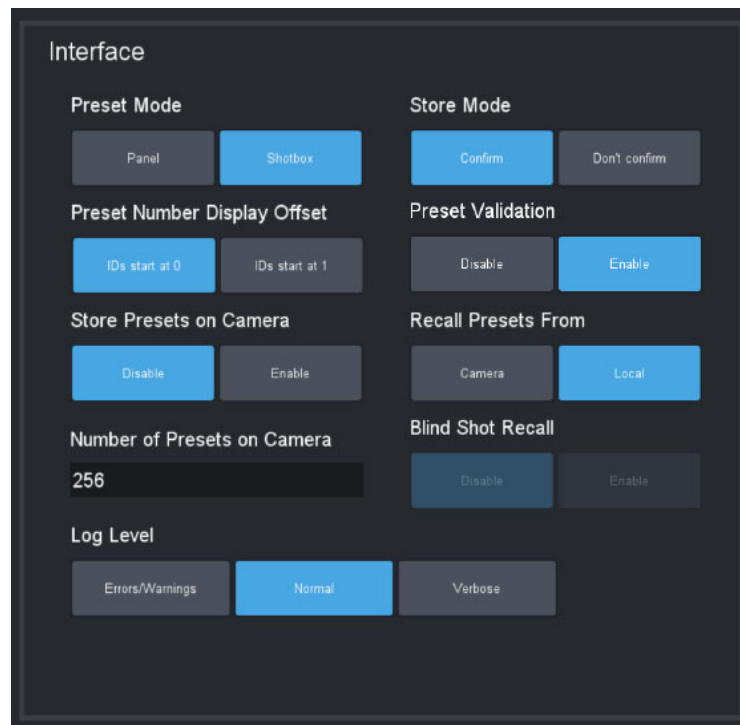 Interface
Preset Mode
Store Mode
Panel
Shotbox
Confirm
Don't confirm
Preset Number Display Offset
Preset Validation
IDs start at 0
IDs start at 1
Disable
Enable
Store Presets on Camera
Recall Presets From
Disable
Enable
Camera
Local
Number of Presets on Camera
Blind Shot Recall
256
Disable
Enable
Log Level
Errors/Warnings
Normal
Verbose